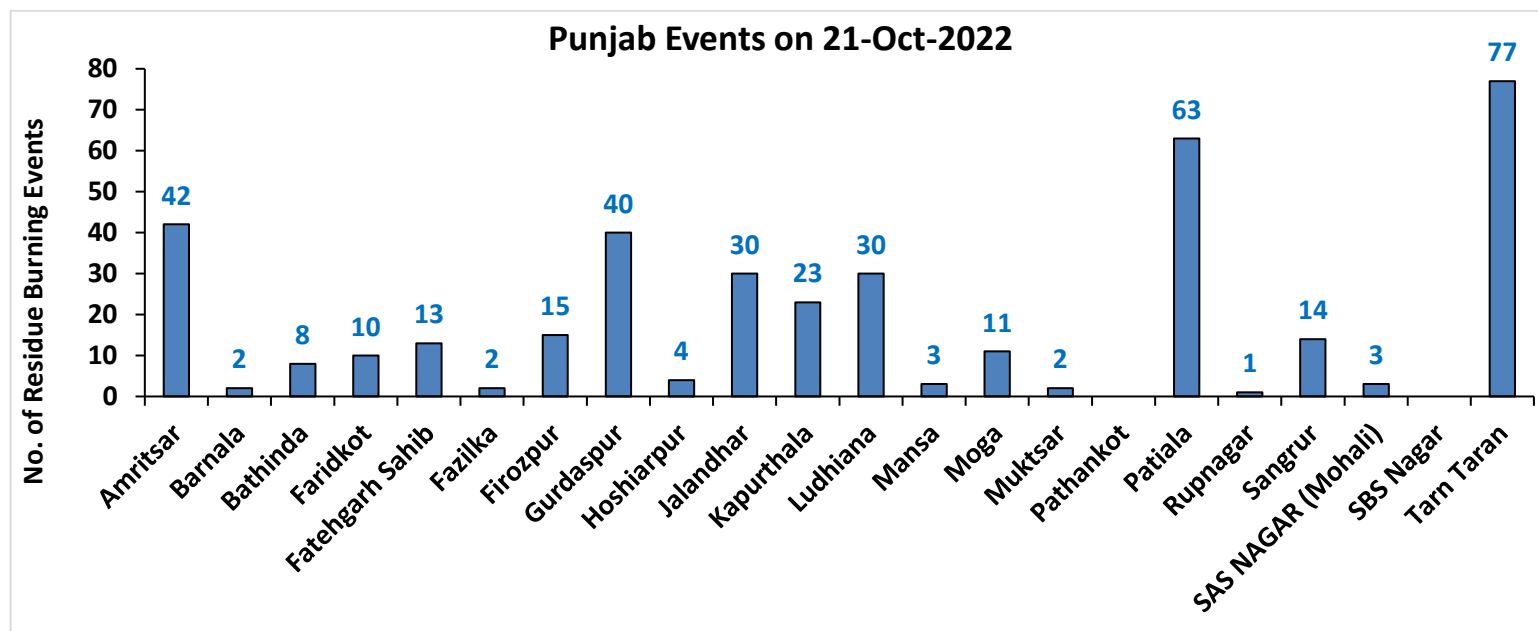 Punjab Events on 21-Oct-2022
No. of Residue Burning Events
80
70
60
50
40
30
20
10
0
42
2
8
10
13
2
15
40
4
30
23
30
3
11
2
63
1
14
3
77
Amritsar
Barnala
Bathinda
Faridkot
Fatehgarh Sahib
Fazilka
Firozpur
Gurdaspur
Hoshiarpur
Jalandhar
Kapurthala
Ludhiana
Mansa
Moga
Muktsar
Pathankot
Patiala
Rupnagar
Sangrur
SAS NAGAR (Mohali)
SBS Nagar
Tarn Taran